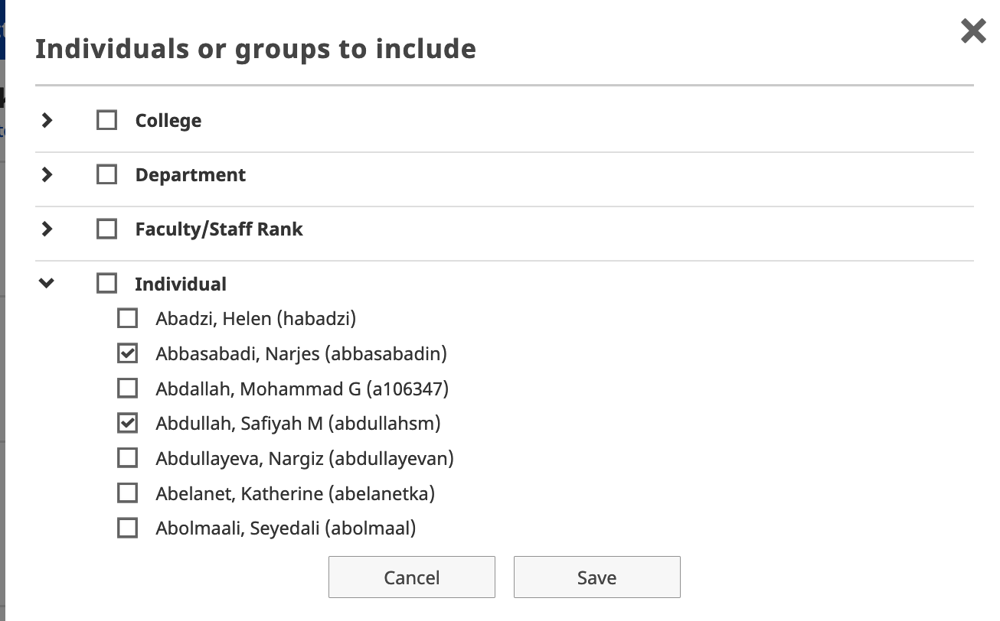 Individuals or groups to include
College
Department
Faculty/Staff Rank
Individual
Abadzi, Helen (habadzi)
Abbasabadi, Narjes (abbasabadin)
Abdallah, Mohammad G (a106347)
Abdullah, Safiyah M (abdullahsm)
Abdullayeva, Nargiz (abdullayevan)
Abelanet, Katherine (abelanetka)
Abolmaali, Seyedali (abolmaal)
Cancel Save